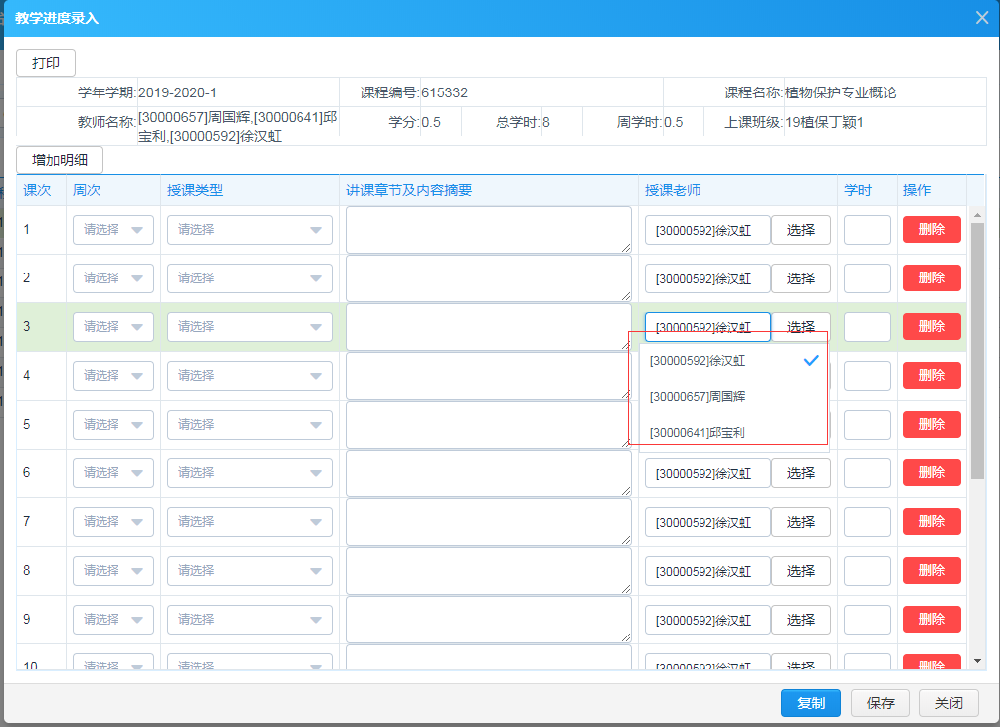 教学进度录入
打印
学年学期:2019-2020-1 课程编号:615332 课程名称:植物保护专业概论
教师名称:[30000657]周国辉,[30000641]邱宝利,[30000592]徐汉虹 学分:0.5 总学时:8 周学时:0.5 上课班级:19植保丁颖1
增加明细
课次 周次 授课类型 讲课章节及内容摘要 授课老师 学时 操作
1 请选择 请选择 [30000592]徐汉虹 选择 删除
2 请选择 请选择 [30000592]徐汉虹 选择 删除
3 请选择 请选择 [30000592]徐汉虹 选择 删除
[30000592]徐汉虹
4 请选择 请选择 删除
[30000657]周国辉
5 请选择 请选择 删除
[30000641]邱宝利
6 请选择 请选择 [30000592]徐汉虹 选择 删除
7 请选择 请选择 [30000592]徐汉虹 选择 删除
8 请选择 请选择 [30000592]徐汉虹 选择 删除
9 请选择 请选择 [30000592]徐汉虹 选择 删除
10 请选择 请选择 [30000592]徐汉虹 选择 删除
复制 保存 关闭